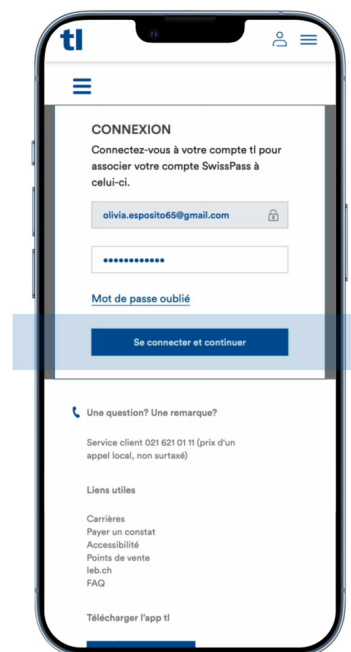 tl
CONNEXION
Connectez-vous à votre compte tl pour
associer votre compte SwissPass à
celui-ci.
olivia.esposito65@gmail.com
••••••••••••
Mot de passe oublié
Se connecter et continuer
Une question? Une remarque?
Service client 021 621 01 11 (prix d'un
appel local, non surtaxé)
Liens utiles
Carrières
Payer un constat
Accessibilité
Points de vente
leb.ch
FAQ
Télécharger l'app tl